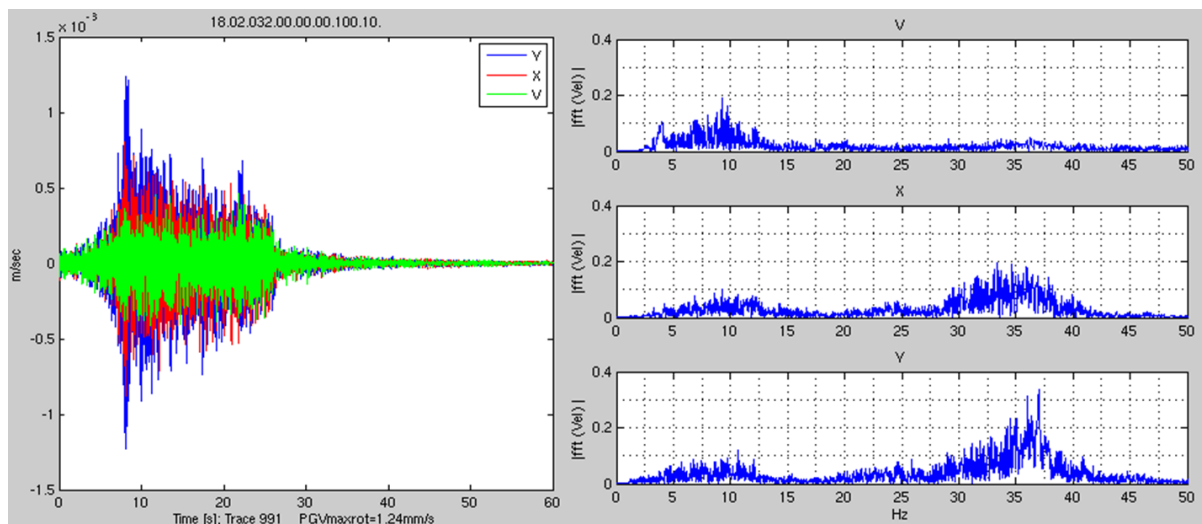 18.02.032.00.00.00.100.10.
x 10⁻³
1.5
1
0.5
0
-0.5
-1
-1.5
m/sec
Y
X
V
0 10 20 30 40 50 60
Time [s]; Trace 991 PGVmaxrot=1.24mm/s
V
|fft (Vel) |
0.4
0.2
0
0 5 10 15 20 25 30 35 40 45 50
X
|fft (Vel) |
0.4
0.2
0
0 5 10 15 20 25 30 35 40 45 50
Y
|fft (Vel) |
0.4
0.2
0
0 5 10 15 20 25 30 35 40 45 50
Hz